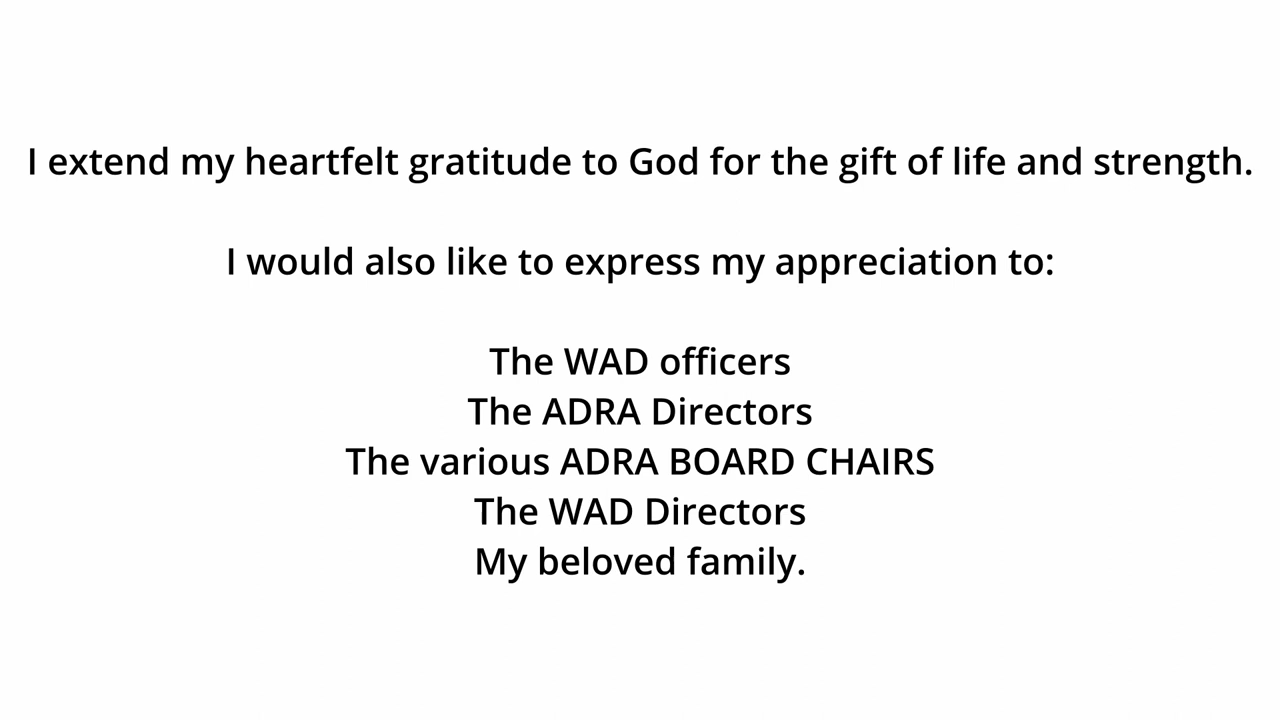 I extend my heartfelt gratitude to God for the gift of life and strength.
I would also like to express my appreciation to:
The WAD officers
The ADRA Directors
The various ADRA BOARD CHAIRS
The WAD Directors
My beloved family.